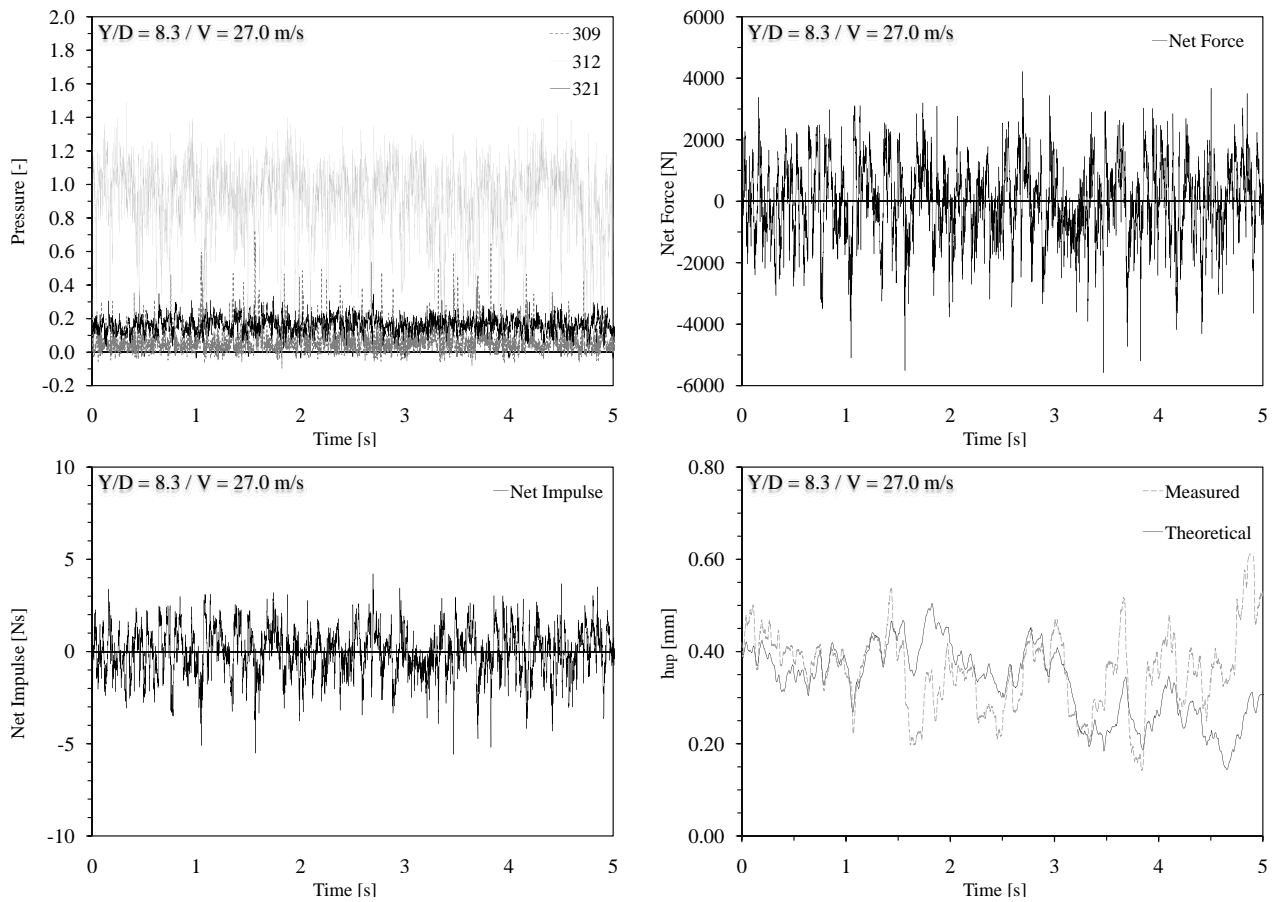 Y/D = 8.3 / V = 27.0 m/s
309
312
321
Pressure [-]
2.0
1.8
1.6
1.4
1.2
1.0
0.8
0.6
0.4
0.2
0.0
-0.2
0 1 2 3 4 5
Time [s]
Y/D = 8.3 / V = 27.0 m/s
Net Force
Net Force [N]
6000
4000
2000
0
-2000
-4000
-6000
0 1 2 3 4 5
Time [s]
Y/D = 8.3 / V = 27.0 m/s
Net Impulse
Net Impulse [Ns]
10
5
0
-5
-10
0 1 2 3 4 5
Time [s]
Y/D = 8.3 / V = 27.0 m/s
Measured
Theoretical
hup [mm]
0.80
0.60
0.40
0.20
0.00
0 1 2 3 4 5
Time [s]